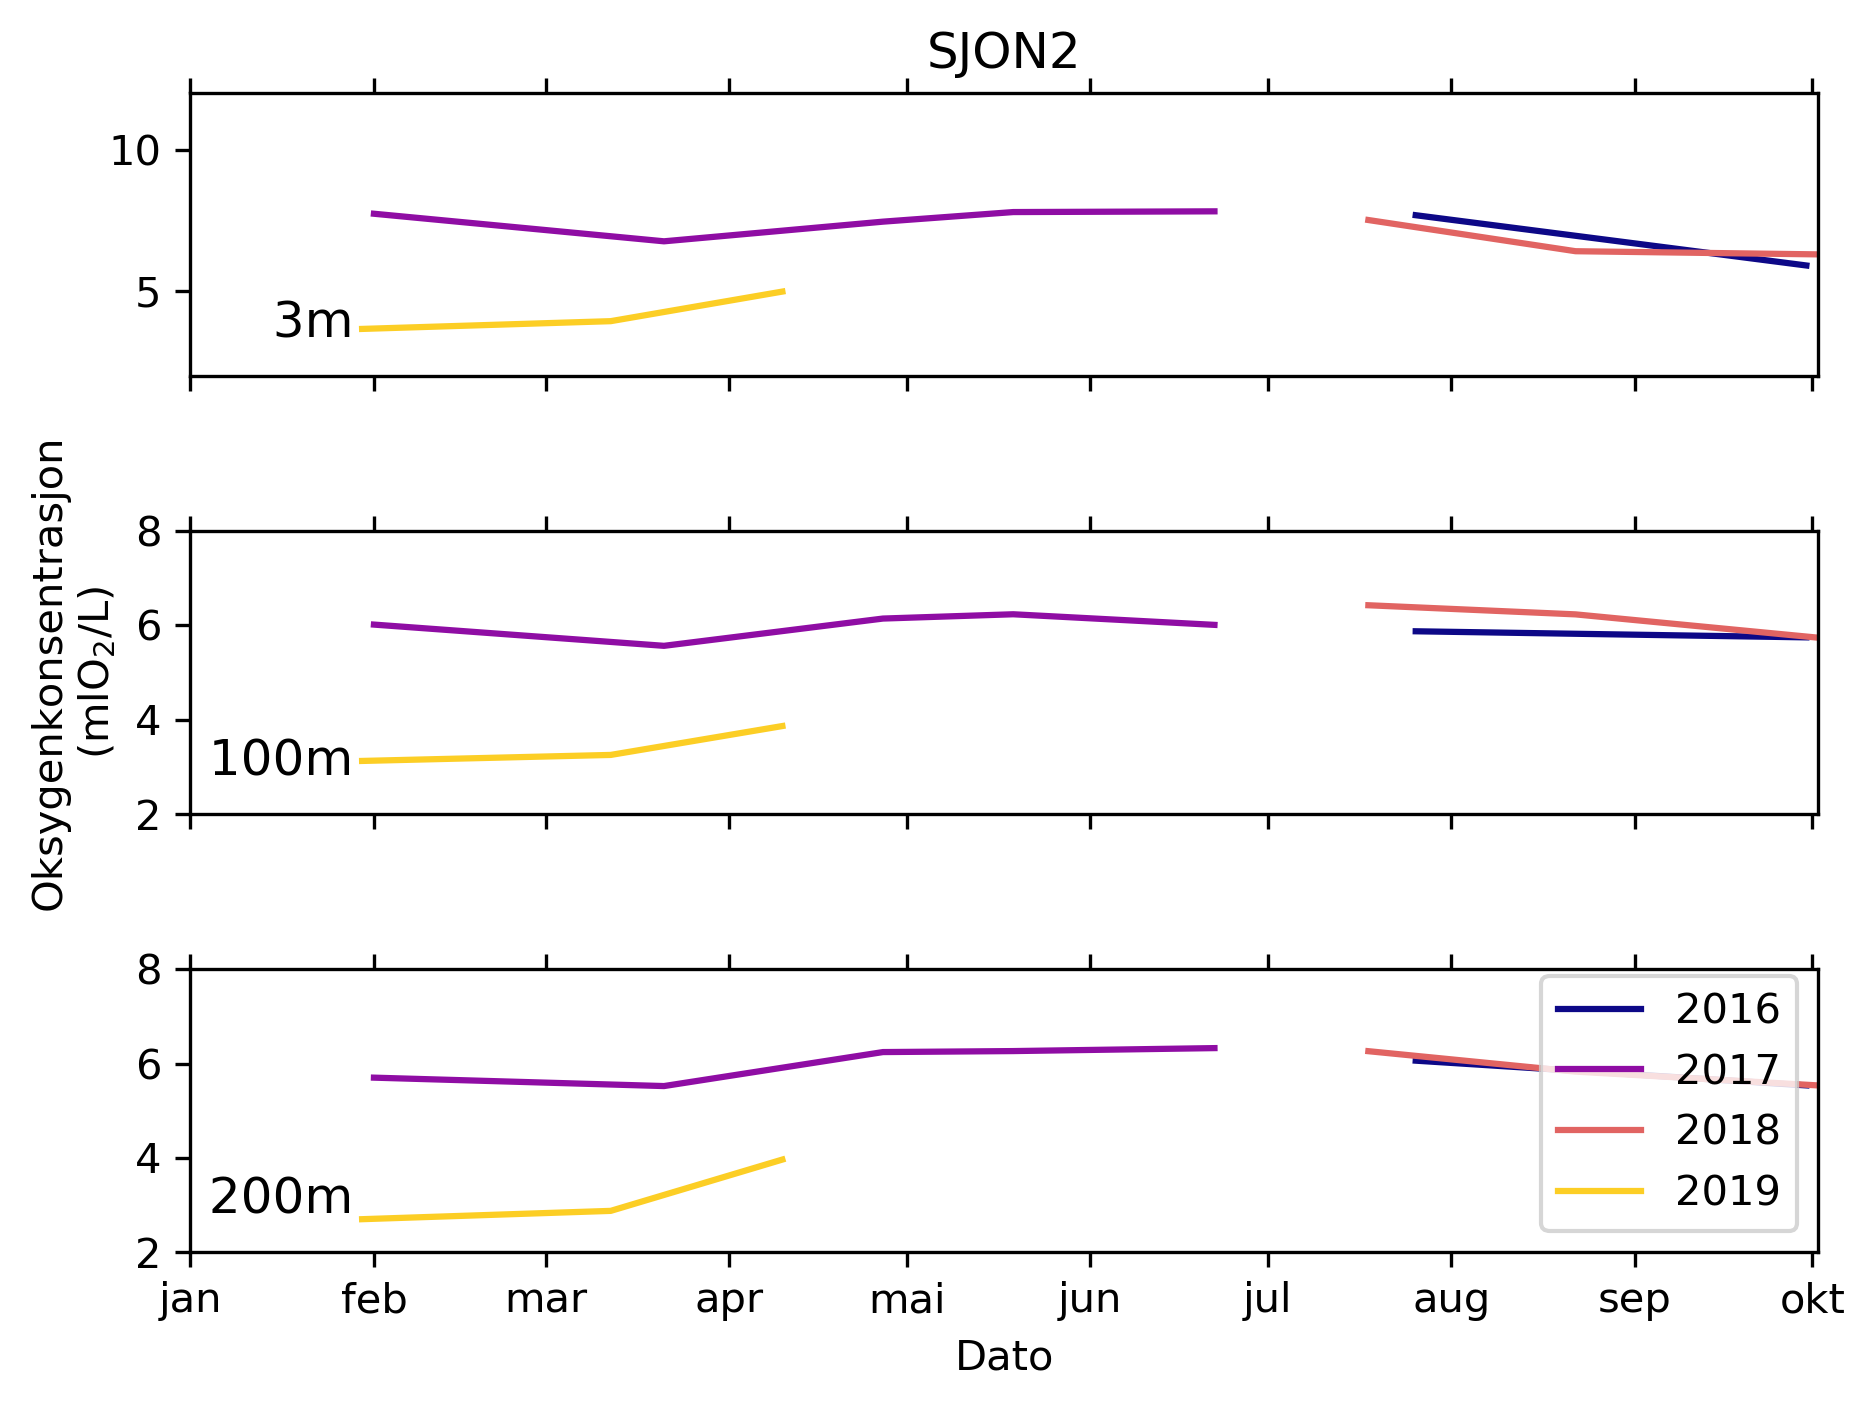 SJON2
10
5
3m
Oksygenkonsentrasjon
(mlO₂/L)
8
6
4
2
100m
8
6
4
2
200m
2016
2017
2018
2019
jan feb mar apr mai jun jul aug sep okt
Dato